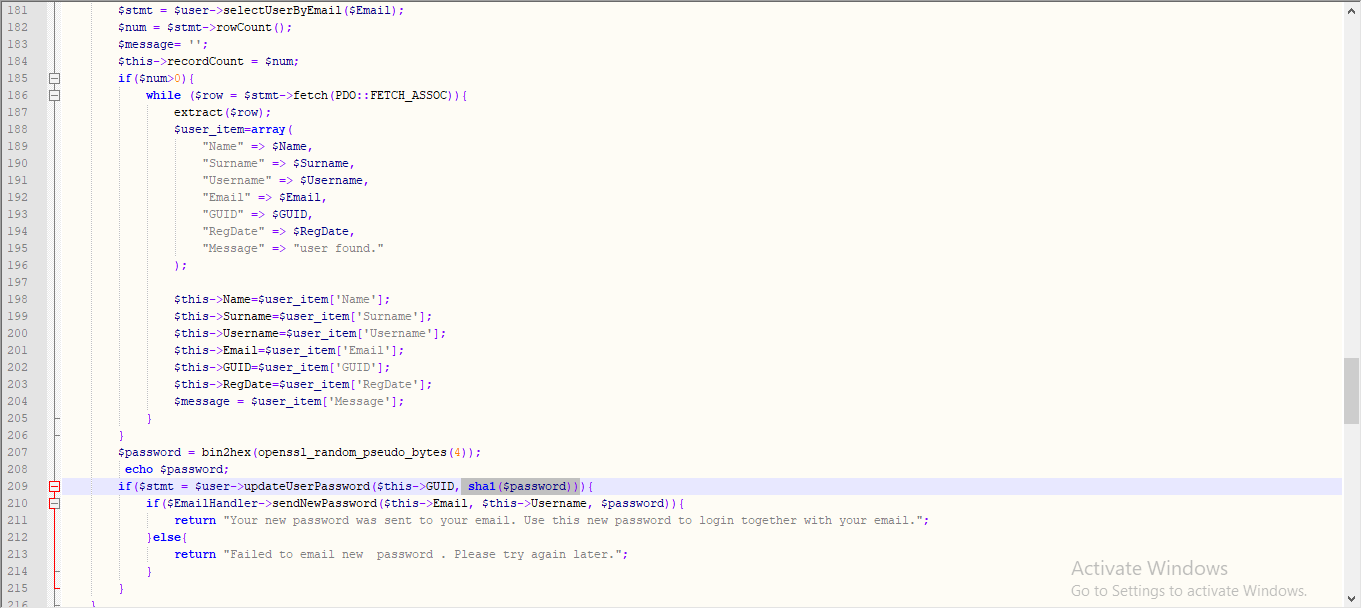 181 $stmt = $user->selectUserByEmail($Email);
182 $num = $stmt->rowCount();
183 $message= '';
184 $this->recordCount = $num;
185 if($num>0){
186 while ($row = $stmt->fetch(PDO::FETCH_ASSOC)){
187 extract($row);
188 $user_item=array(
189 "Name" => $Name,
190 "Surname" => $Surname,
191 "Username" => $Username,
192 "Email" => $Email,
193 "GUID" => $GUID,
194 "RegDate" => $RegDate,
195 "Message" => "user found."
196 );
197
198 $this->Name=$user_item['Name'];
199 $this->Surname=$user_item['Surname'];
200 $this->Username=$user_item['Username'];
201 $this->Email=$user_item['Email'];
202 $this->GUID=$user_item['GUID'];
203 $this->RegDate=$user_item['RegDate'];
204 $message = $user_item['Message'];
205 }
206 }
207 $password = bin2hex(openssl_random_pseudo_bytes(4));
208 echo $password;
209 if($stmt = $user->updateUserPassword($this->GUID, sha1($password))){
210 if($EmailHandler->sendNewPassword($this->Email, $this->Username, $password)){
211 return "Your new password was sent to your email. Use this new password to login together with your email.";
212 }else{
213 return "Failed to email new  password . Please try again later.";
214 }
215 }
216 }
Activate Windows
Go to Settings to activate Windows.